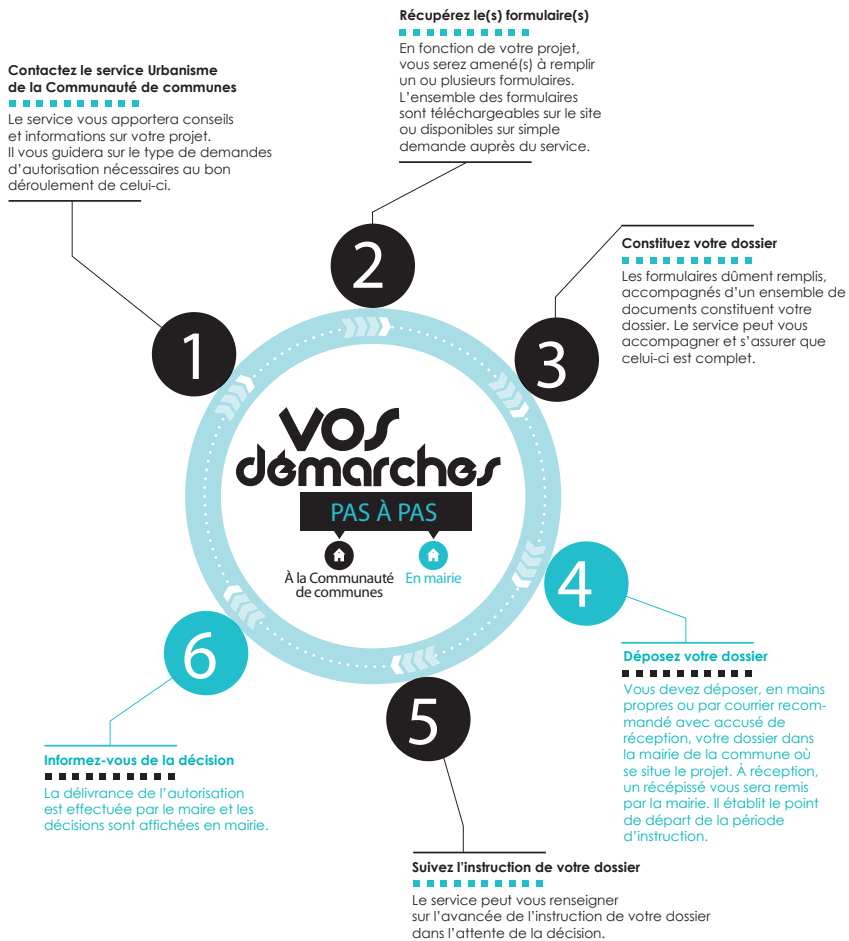 Récupérez le(s) formulaire(s)
En fonction de votre projet,
vous serez amené(s) à remplir
un ou plusieurs formulaires.
L'ensemble des formulaires
sont téléchargeables sur le site
ou disponibles sur simple
demande auprès du service.
Contactez le service Urbanisme
de la Communauté de communes
Le service vous apportera conseils
et informations sur votre projet.
Il vous guidera sur le type de demandes
d'autorisation nécessaires au bon
déroulement de celui-ci.
2
Constituez votre dossier
Les formulaires dûment remplis,
accompagnés d'un ensemble de
documents constituent votre
dossier. Le service peut vous
accompagner et s'assurer que
celui-ci est complet.
1
3
vos
démarches
PAS À PAS
À la Communauté
de communes
En mairie
4
6
Déposez votre dossier
Vous devez déposer, en mains
propres ou par courrier recom-
mandé avec accusé de
réception, votre dossier dans
la mairie de la commune où
se situe le projet. À réception,
un récépissé vous sera remis
par la mairie. Il établit le point
de départ de la période
d'instruction.
5
Informez-vous de la décision
La délivrance de l'autorisation
est effectuée par le maire et les
décisions sont affichées en mairie.
Suivez l'instruction de votre dossier
Le service peut vous renseigner
sur l'avancée de l'instruction de votre dossier
dans l'attente de la décision.